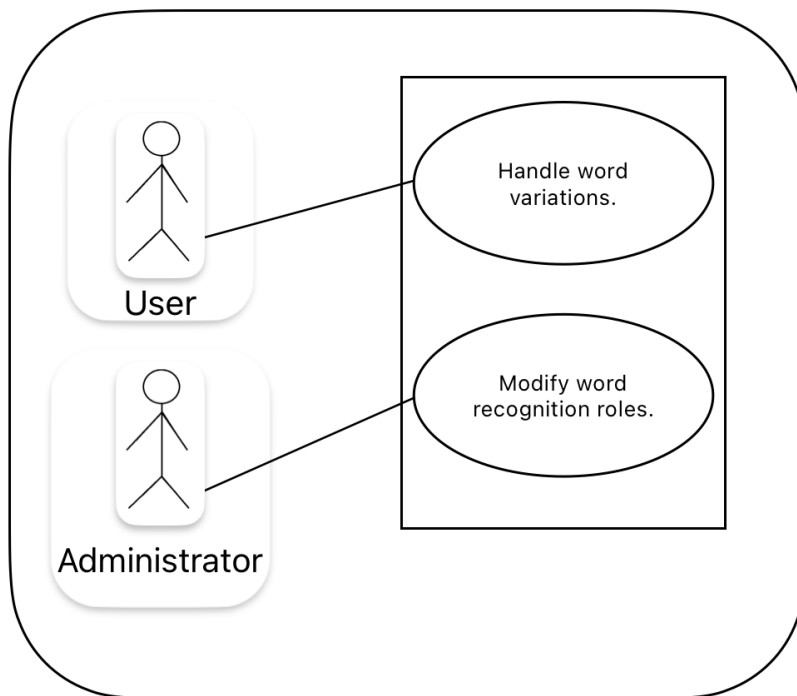 User
Handle word
variations.
Administrator
Modify word
recognition roles.